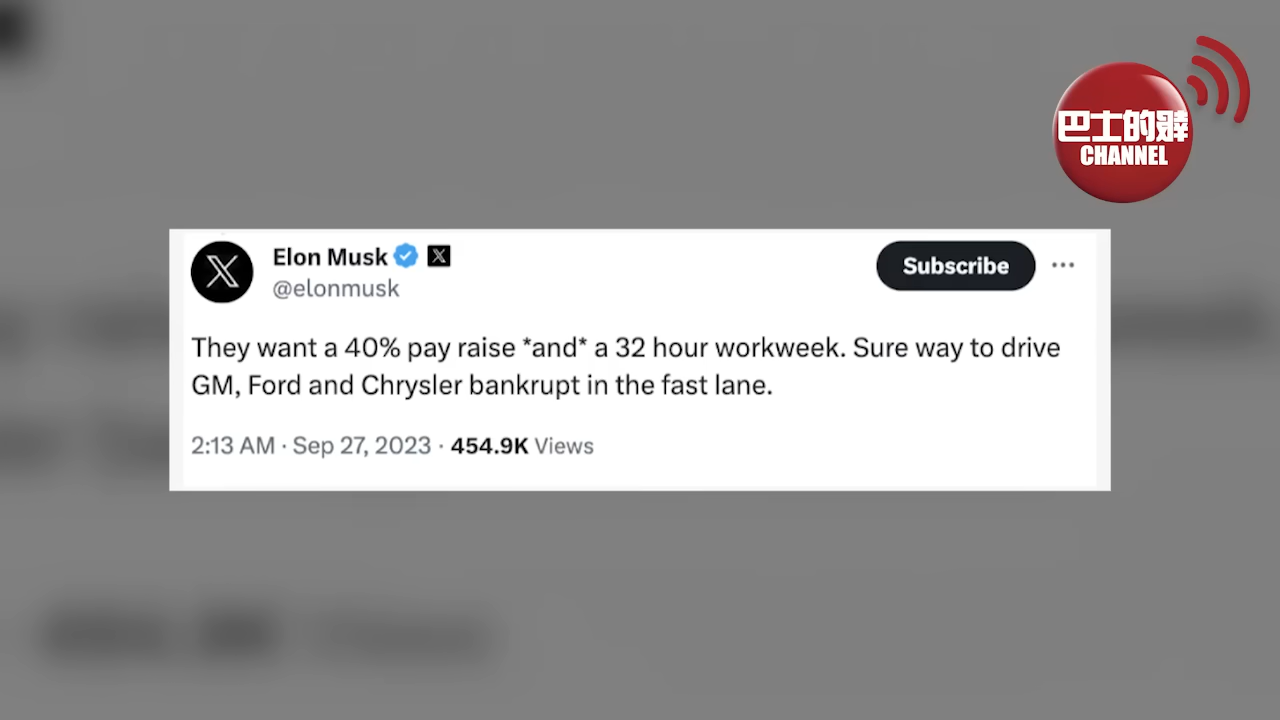 巴士的報
CHANNEL
Elon Musk
@elonmusk
Subscribe
They want a 40% pay raise *and* a 32 hour workweek. Sure way to drive
GM, Ford and Chrysler bankrupt in the fast lane.
2:13 AM · Sep 27, 2023 · 454.9K Views